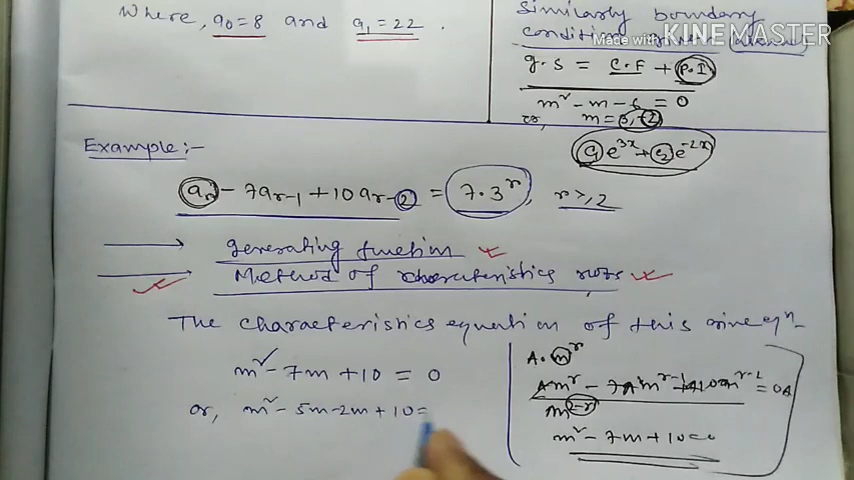 Where, a₀=8 and a₁=22.
Similarly boundary
condition
Made with KINEMASTER
g.s = C.F + P.I
m² - m - 6 = 0
or, m = 3, -2
C₁e^{3x} + C₂e^{-2x}
Example:-
aᵣ - 7aᵣ₋₁ + 10aᵣ₋₂ = 7·3^r, r ≥ 2
generating function
Method of characteristics roots
The characteristics equation of this given eqⁿ-
m² - 7m + 10 = 0
or, m² - 5m - 2m + 10 =
A·m^r
Am^r - 7Am^{r-1} + A10m^{r-2} = 0
m^{2-r}
m² - 7m + 10 = 0